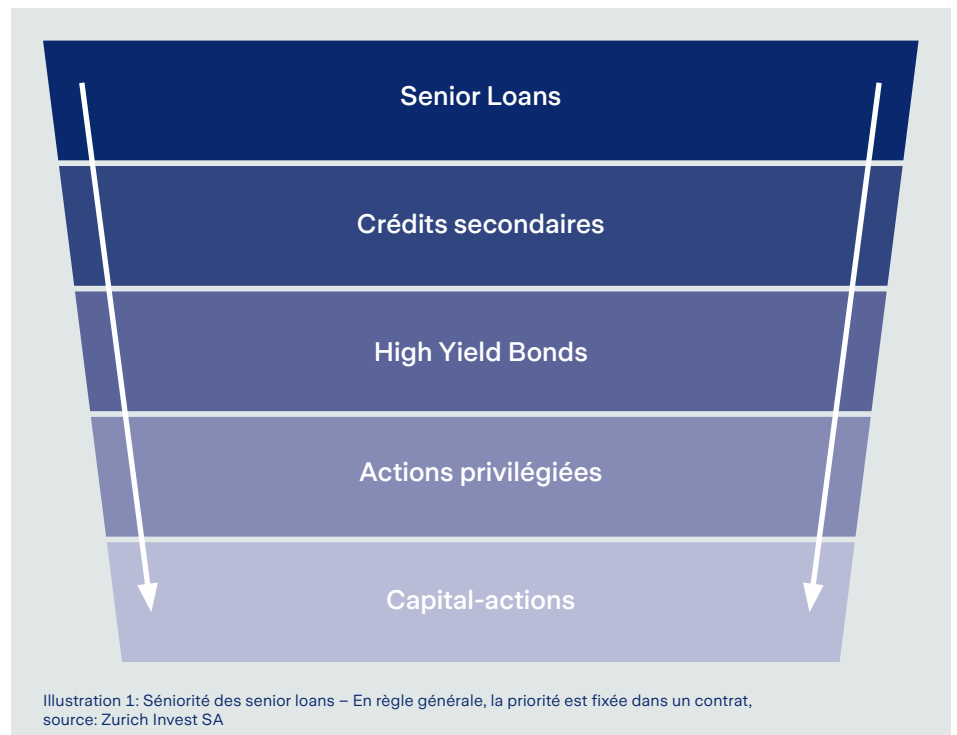 Senior Loans
Crédits secondaires
High Yield Bonds
Actions privilégiées
Capital-actions
Illustration 1: Séniorité des senior loans – En règle générale, la priorité est fixée dans un contrat,
source: Zurich Invest SA